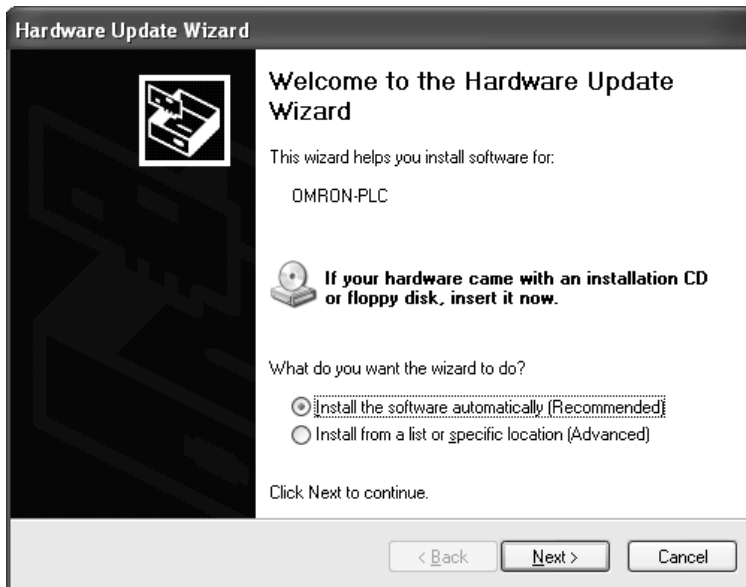 Hardware Update Wizard
Welcome to the Hardware Update
Wizard
This wizard helps you install software for:
OMRON-PLC
If your hardware came with an installation CD
or floppy disk, insert it now.
What do you want the wizard to do?
Install the software automatically (Recommended)
Install from a list or specific location (Advanced)
Click Next to continue.
< Back
Next >
Cancel